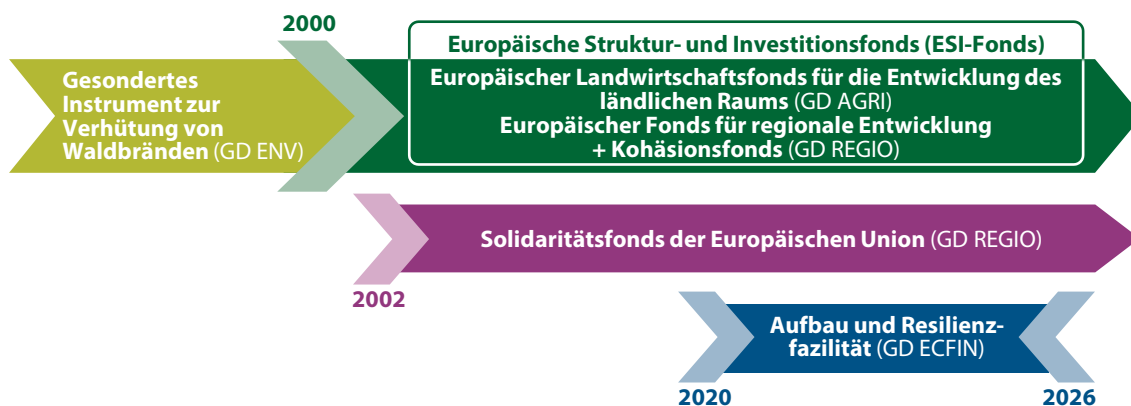 2000
Gesondertes
Instrument zur
Verhütung von
Waldbränden (GD ENV)
Europäische Struktur- und Investitionsfonds (ESI-Fonds)
Europäischer Landwirtschaftsfonds für die Entwicklung des
ländlichen Raums (GD AGRI)
Europäischer Fonds für regionale Entwicklung
+ Kohäsionsfonds (GD REGIO)
Solidaritätsfonds der Europäischen Union (GD REGIO)
2002
Aufbau und Resilienz-
fazilität (GD ECFIN)
2020
2026